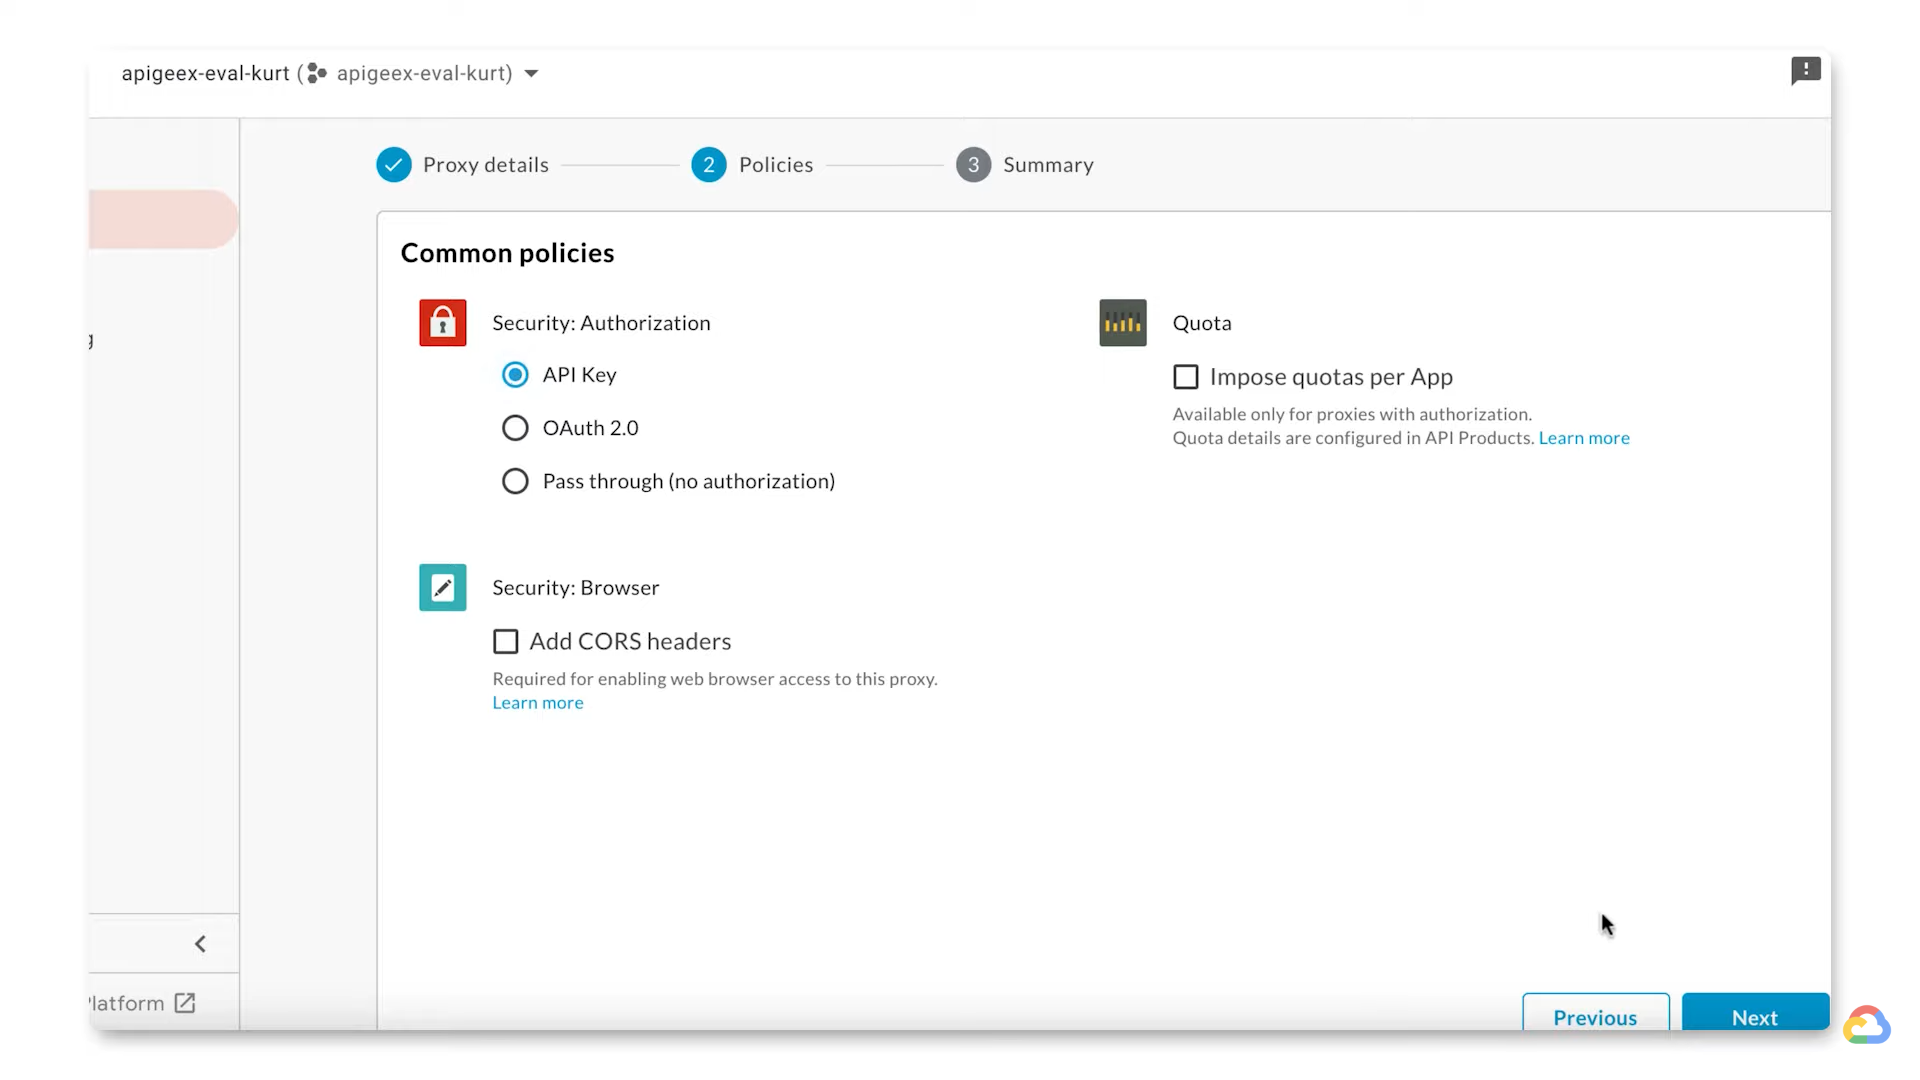 apigeex-eval-kurt ( apigeex-eval-kurt)
Proxy details
2 Policies
3 Summary
Common policies
Security: Authorization
API Key
OAuth 2.0
Pass through (no authorization)
Quota
Impose quotas per App
Available only for proxies with authorization.
Quota details are configured in API Products. Learn more
Security: Browser
Add CORS headers
Required for enabling web browser access to this proxy.
Learn more
Platform
Previous
Next